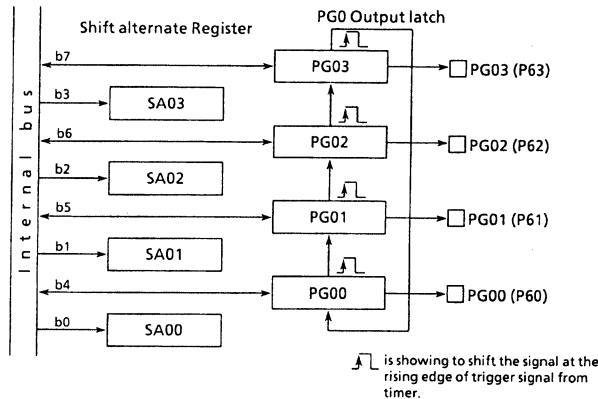 PG0 Output latch
Shift alternate Register
b7
PG03
PG03 (P63)
b3
SA03
b6
PG02
PG02 (P62)
b2
SA02
b5
PG01
PG01 (P61)
b1
SA01
b4
PG00
PG00 (P60)
b0
SA00
Internal bus
is showing to shift the signal at the
rising edge of trigger signal from
timer.